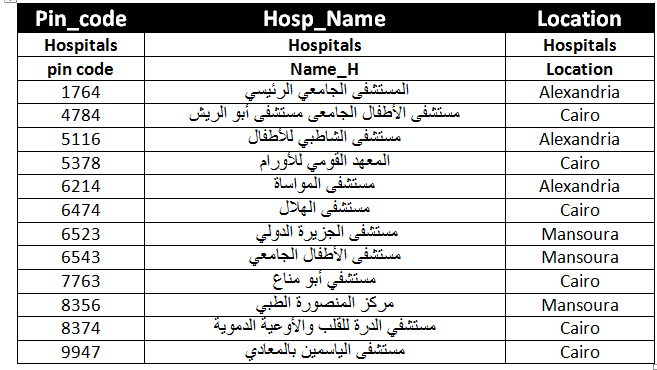 Pin_code Hosp_Name Location
Hospitals Hospitals Hospitals
pin code Name_H Location
1764 المستشفى الجامعي الرئيسي Alexandria
4784 مستشفى الأطفال الجامعى مستشفى أبو الريش Cairo
5116 مستشفى الشاطبي للأطفال Alexandria
5378 المعهد القومي للأورام Cairo
6214 مستشفى المواساة Alexandria
6474 مستشفى الهلال Cairo
6523 مستشفى الجزيرة الدولي Mansoura
6543 مستشفى الأطفال الجامعي Mansoura
7763 مستشفي أبو مناع Cairo
8356 مركز المنصورة الطبي Mansoura
8374 مستشفي الدرة للقلب والأوعية الدموية Cairo
9947 مستشفى الياسمين بالمعادي Cairo